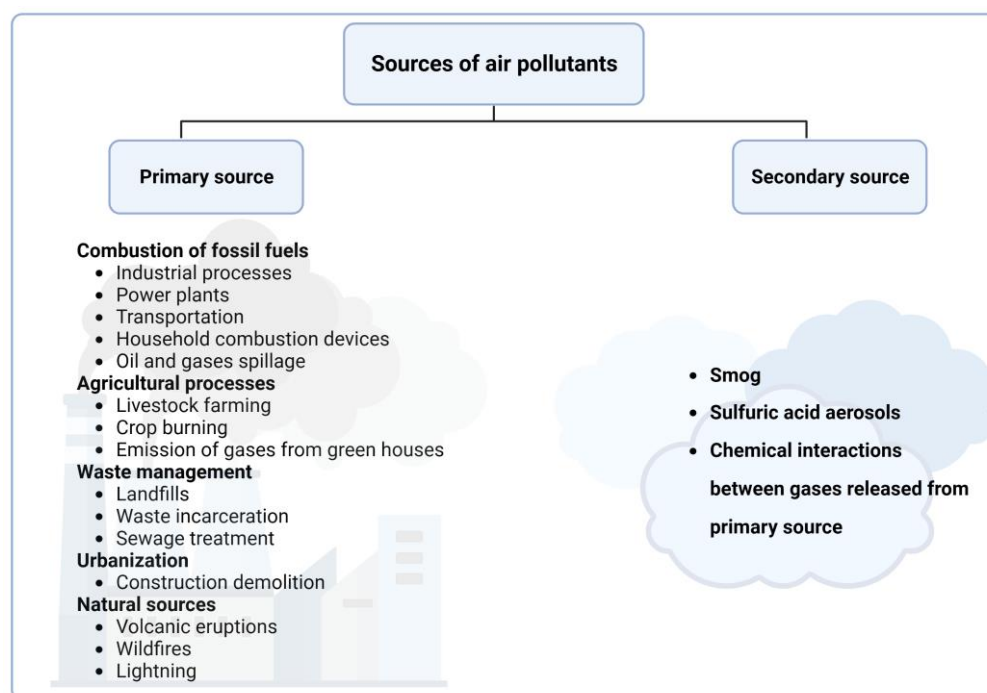 Sources of air pollutants
Primary source
Secondary source
Combustion of fossil fuels
• Industrial processes
• Power plants
• Transportation
• Household combustion devices
• Oil and gases spillage
Agricultural processes
• Livestock farming
• Crop burning
• Emission of gases from green houses
Waste management
• Landfills
• Waste incarceration
• Sewage treatment
Urbanization
• Construction demolition
Natural sources
• Volcanic eruptions
• Wildfires
• Lightning
• Smog
• Sulfuric acid aerosols
• Chemical interactions
between gases released from
primary source